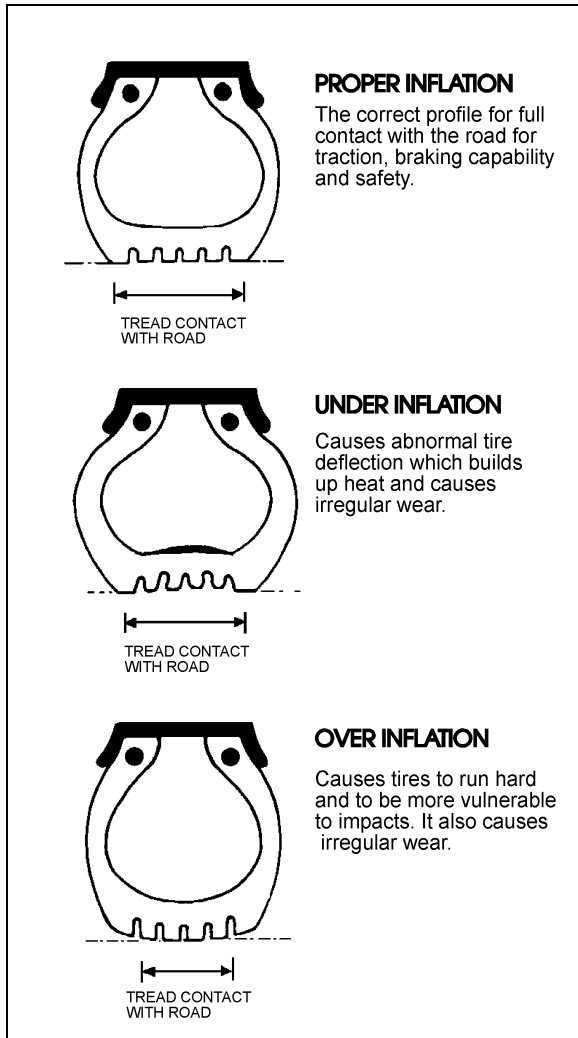 PROPER INFLATION
The correct profile for full
contact with the road for
traction, braking capability
and safety.
TREAD CONTACT
WITH ROAD
UNDER INFLATION
Causes abnormal tire
deflection which builds
up heat and causes
irregular wear.
TREAD CONTACT
WITH ROAD
OVER INFLATION
Causes tires to run hard
and to be more vulnerable
to impacts. It also causes
irregular wear.
TREAD CONTACT
WITH ROAD